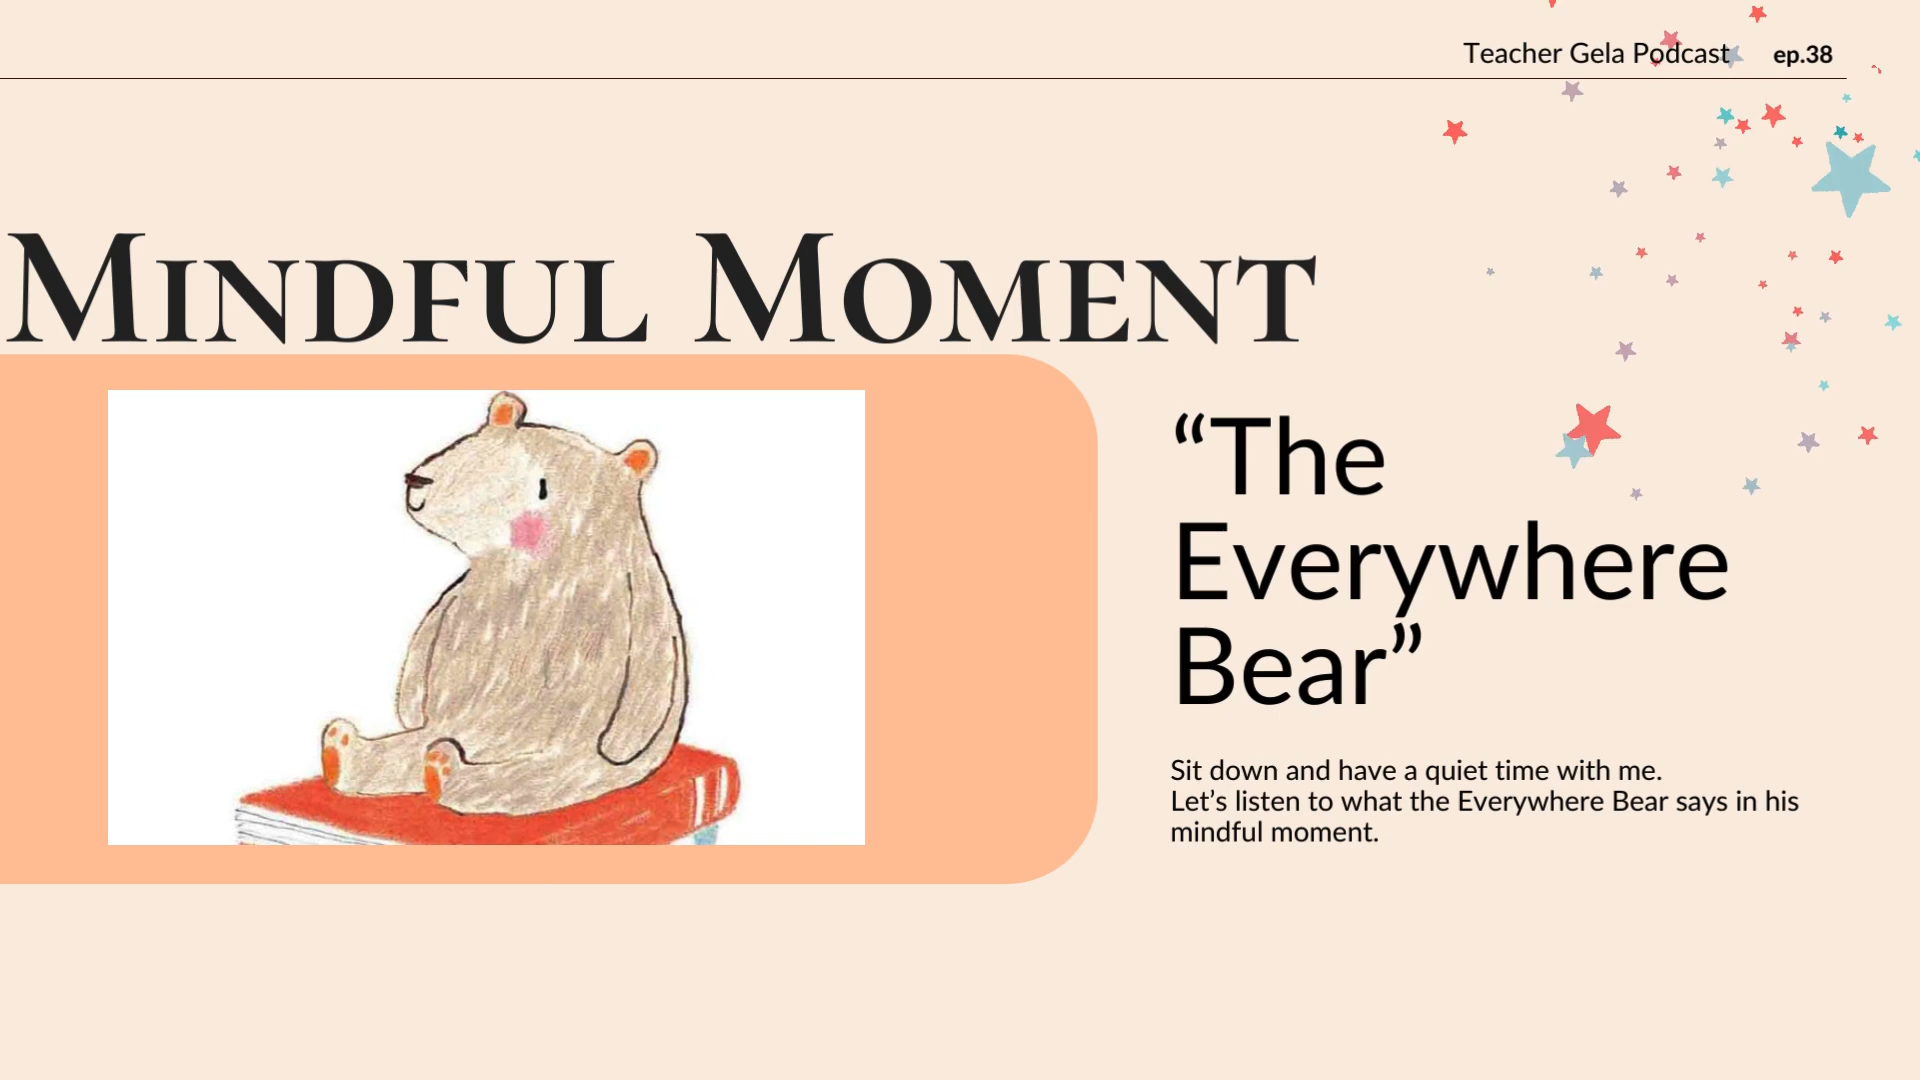 Teacher Gela Podcast ep.38
Mindful Moment
“The
Everywhere
Bear”
Sit down and have a quiet time with me.
Let’s listen to what the Everywhere Bear says in his
mindful moment.